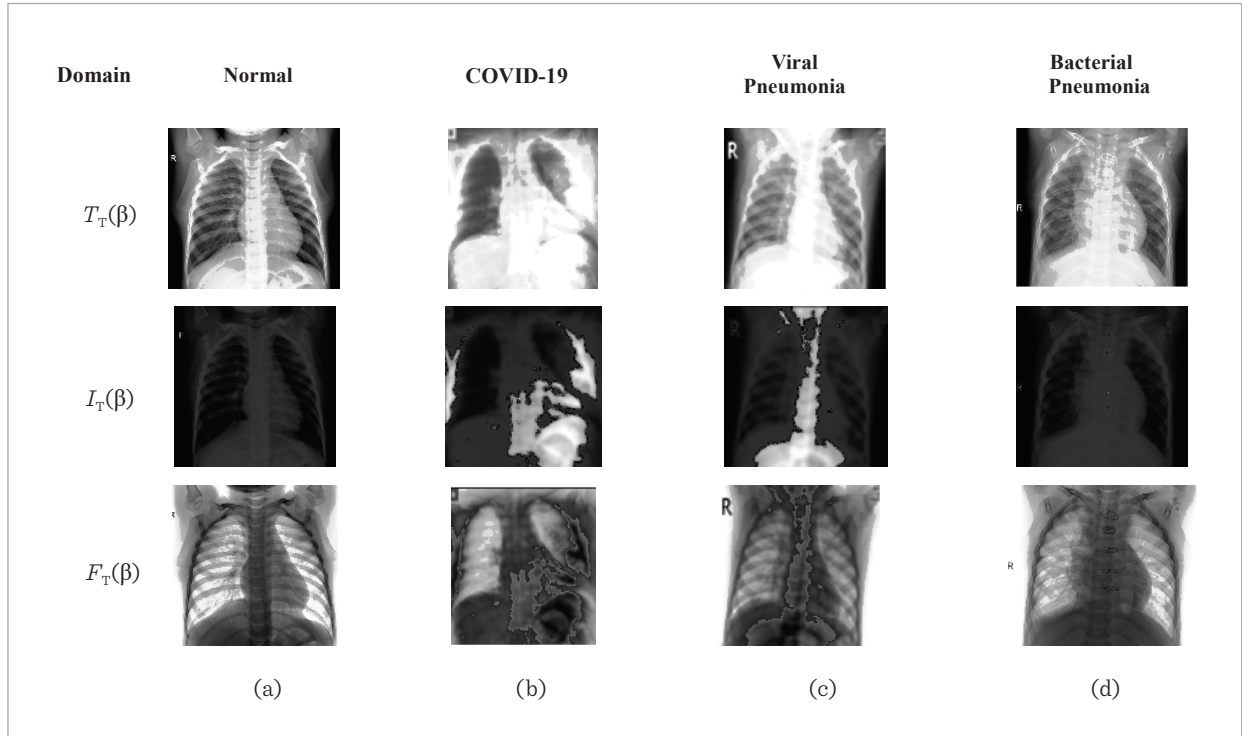 Domain Normal COVID-19 Viral Pneumonia Bacterial Pneumonia
T_T(β)
R
R
R
I_T(β)
R
R
R
F_T(β)
R
R
(a) (b) (c) (d)